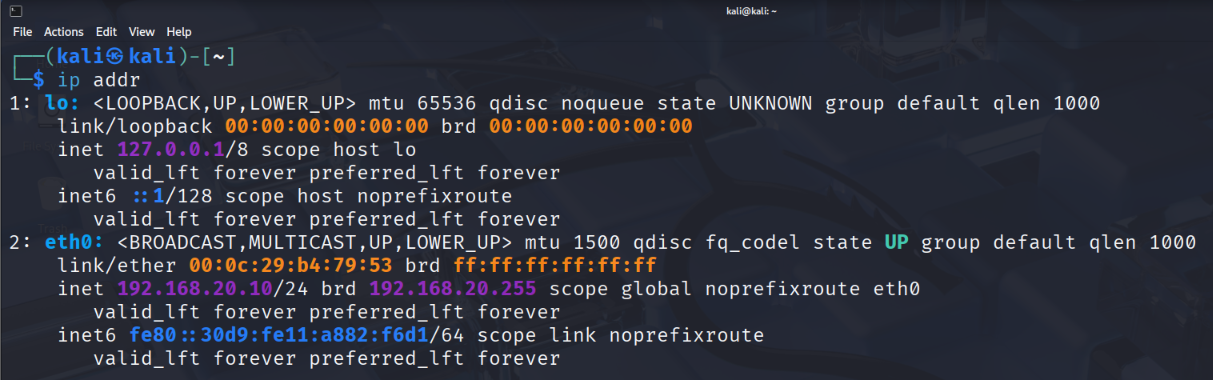 kali@kali: ~
File Actions Edit View Help
┌──(kali㉿kali)-[~]
└─$ ip addr
1: lo: <LOOPBACK,UP,LOWER_UP> mtu 65536 qdisc noqueue state UNKNOWN group default qlen 1000
link/loopback 00:00:00:00:00:00 brd 00:00:00:00:00:00
inet 127.0.0.1/8 scope host lo
valid_lft forever preferred_lft forever
inet6 ::1/128 scope host noprefixroute
valid_lft forever preferred_lft forever
2: eth0: <BROADCAST,MULTICAST,UP,LOWER_UP> mtu 1500 qdisc fq_codel state UP group default qlen 1000
link/ether 00:0c:29:b4:79:53 brd ff:ff:ff:ff:ff:ff
inet 192.168.20.10/24 brd 192.168.20.255 scope global noprefixroute eth0
valid_lft forever preferred_lft forever
inet6 fe80::30d9:fe11:a882:f6d1/64 scope link noprefixroute
valid_lft forever preferred_lft forever